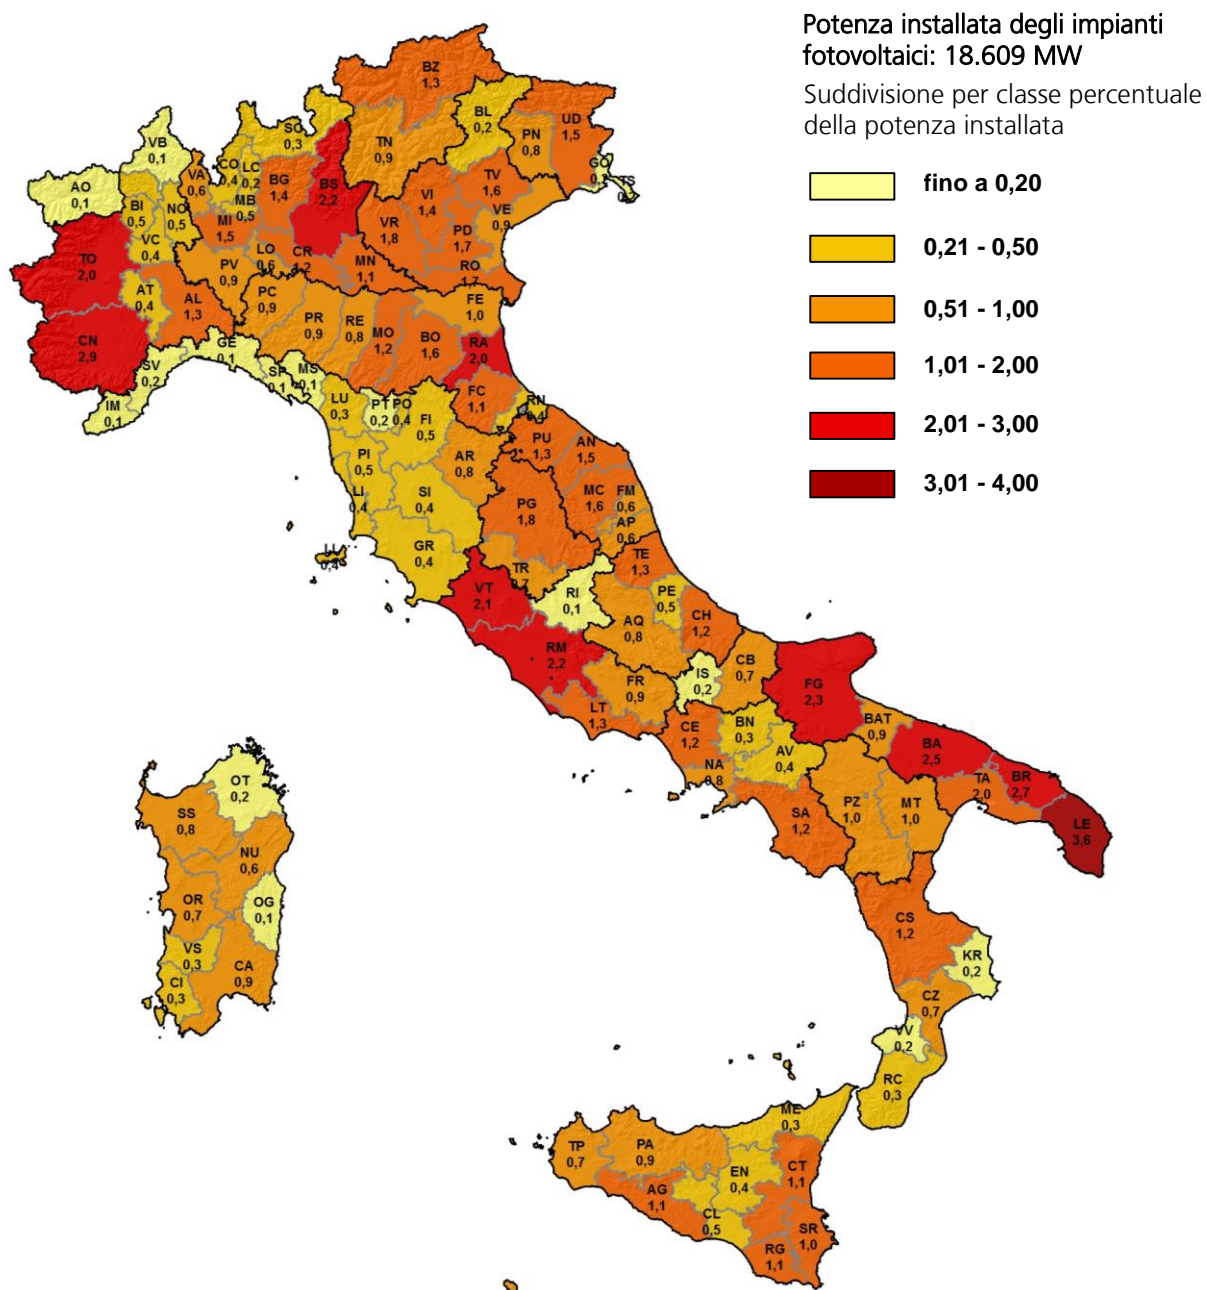 Potenza installata degli impianti
fotovoltaici: 18.609 MW
Suddivisione per classe percentuale
della potenza installata
fino a 0,20
0,21 - 0,50
0,51 - 1,00
1,01 - 2,00
2,01 - 3,00
3,01 - 4,00
BZ
1,3
BL
0,2
UD
1,5
PN
0,8
TN
0,9
SO
0,3
VB
0,1
AO
0,1
VA
0,6
CO
0,4
LC
0,2
BG
1,4
BS
2,2
MB
0,5
MI
1,5
BI
0,5
NO
0,5
VC
0,4
TO
2,0
GO
TS
TV
1,6
VI
1,4
VE
0,9
VR
1,8
PD
1,7
RO
1,7
LO
0,6
CR
1,2
MN
1,1
PV
0,9
AT
0,4
AL
1,3
PC
0,9
PR
0,9
RE
0,8
MO
1,2
BO
1,6
FE
1,0
RA
2,0
CN
2,9
SV
0,2
GE
0,1
SP
0,1
MS
0,1
IM
0,1
LU
0,3
PT
0,2
PO
0,4
FI
0,5
FC
1,1
RN
0,4
PU
1,3
AN
1,5
AR
0,8
PI
0,5
LI
0,4
SI
0,4
PG
1,8
MC
1,6
FM
0,6
AP
0,6
GR
0,4
LI
0,4
TR
0,7
TE
1,3
VT
2,1
RI
0,1
PE
0,5
AQ
0,8
CH
1,2
RM
2,2
FR
0,9
LT
1,3
IS
0,2
CB
0,7
FG
2,3
CE
1,2
BN
0,3
BAT
0,9
BA
2,5
NA
0,8
AV
0,4
SA
1,2
PZ
1,0
MT
1,0
TA
2,0
BR
2,7
LE
3,6
OT
0,2
SS
0,8
NU
0,6
OR
0,7
OG
0,1
VS
0,3
CI
0,3
CA
0,9
CS
1,2
KR
0,2
CZ
0,7
VV
0,2
RC
0,3
ME
0,3
TP
0,7
PA
0,9
EN
0,4
CT
1,1
AG
1,1
CL
0,5
RG
1,1
SR
1,0